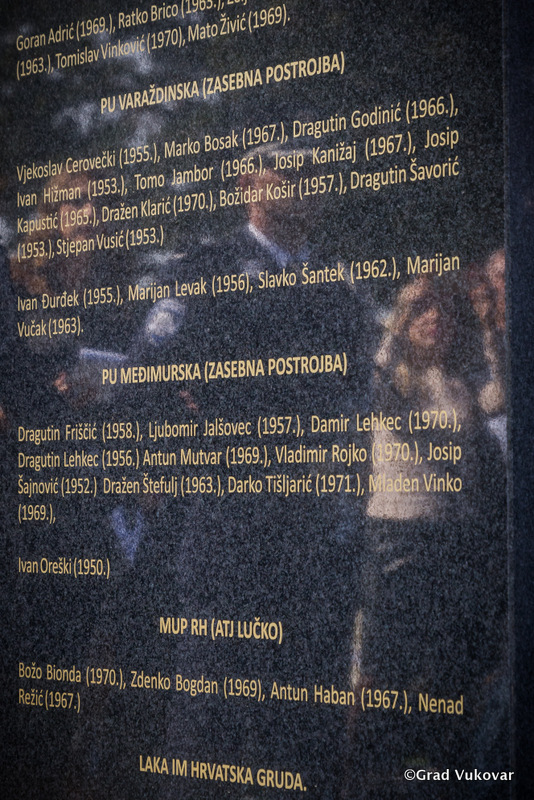 Goran Adrić (1969.), Ratko Brico (1963.),
(1963.), Tomislav Vinković (1970), Mato Živić (1969).
PU VARAŽDINSKA (ZASEBNA POSTROJBA)
Vjekoslav Cerovečki (1955.), Marko Bosak (1967.), Dragutin Godinić (1966.),
Ivan Hižman (1953.), Tomo Jambor (1966.), Josip Kanižaj (1967.), Josip
Kapustić (1965.), Dražen Klarić (1970.), Božidar Košir (1957.), Dragutin Šavorić
(1953.), Stjepan Vusić (1953.)
Ivan Đurđek (1955.), Marijan Levak (1956), Slavko Šantek (1962.), Marijan
Vučak (1963).
PU MEĐIMURSKA (ZASEBNA POSTROJBA)
Dragutin Friščić (1958.), Ljubomir Jalšovec (1957.), Damir Lehkec (1970.),
Dragutin Lehkec (1956.) Antun Mutvar (1969.), Vladimir Rojko (1970.), Josip
Šajnović (1952.) Dražen Štefulj (1963.), Darko Tišljarić (1971.), Mladen Vinko
(1969.),
Ivan Oreški (1950.)
MUP RH (ATJ LUČKO)
Božo Bionda (1970.), Zdenko Bogdan (1969), Antun Haban (1967.), Nenad
Režić (1967.)
LAKA IM HRVATSKA GRUDA.
©Grad Vukovar